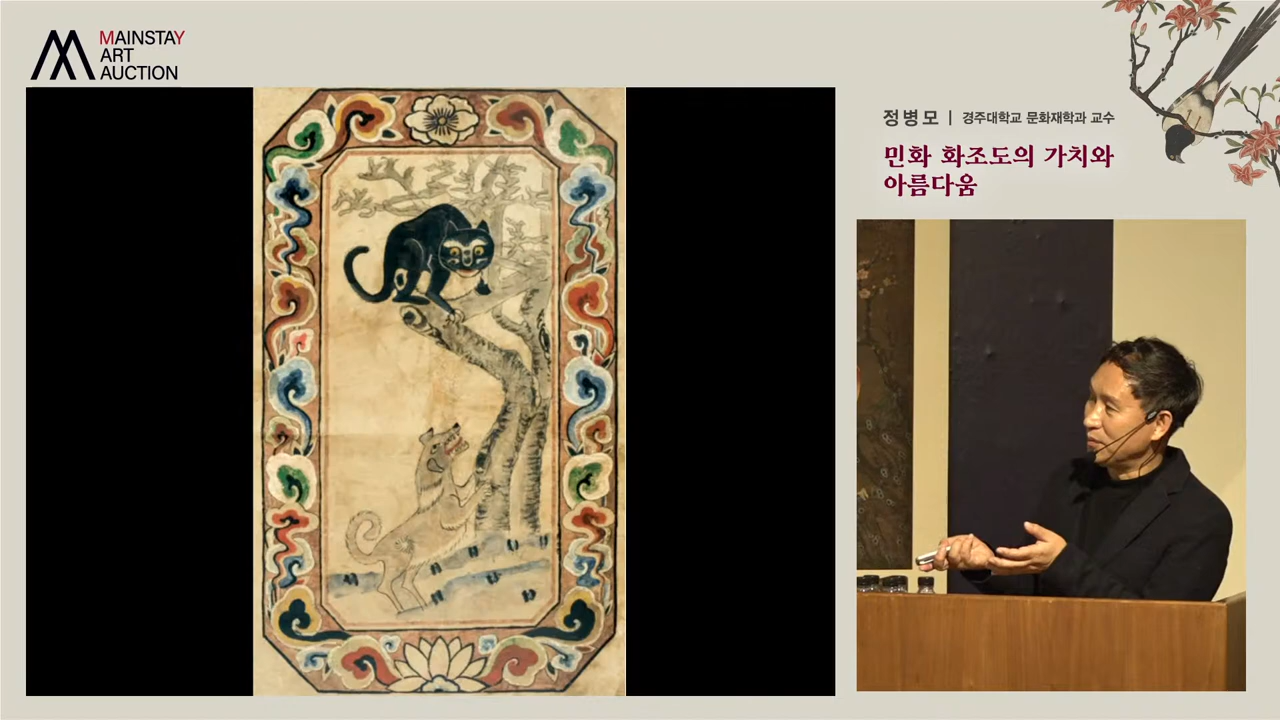 MAINSTAY
ART
AUCTION
정병모 | 경주대학교 문화재학과 교수
민화 화조도의 가치와
아름다움